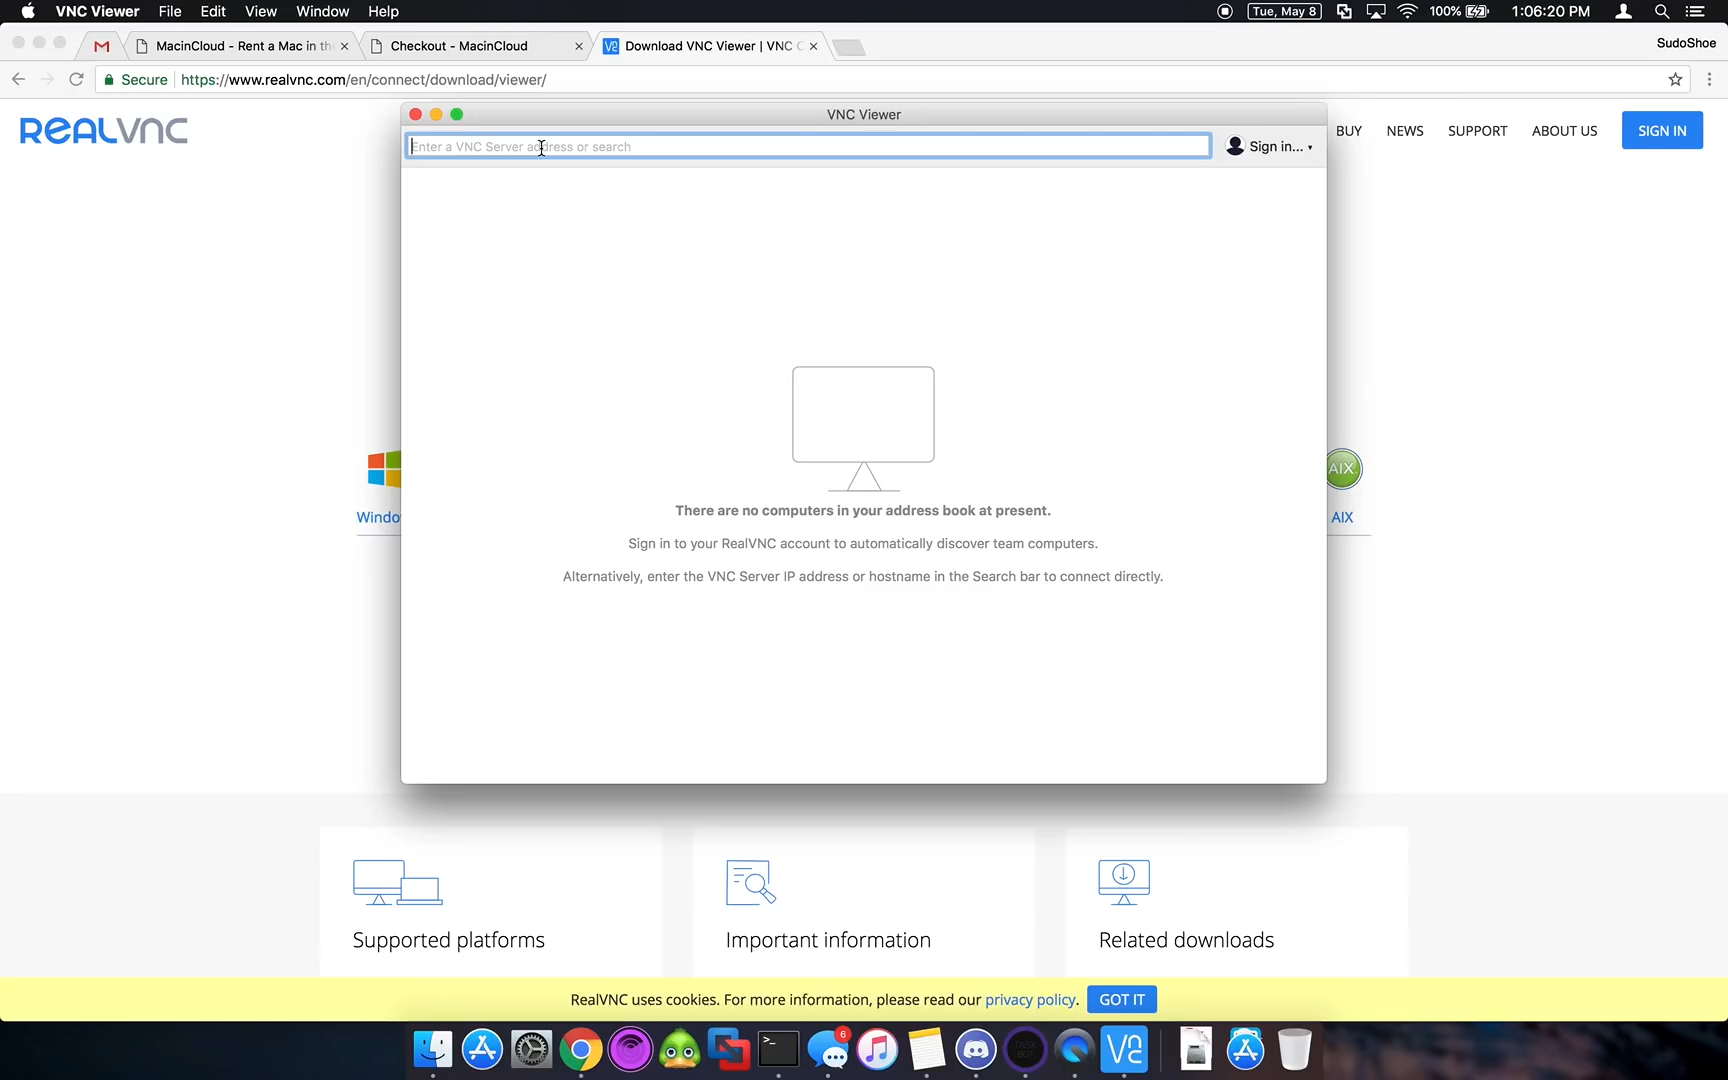 VNC Viewer File Edit View Window Help Tue, May 8 100% 1:06:20 PM
MacinCloud - Rent a Mac in th Checkout - MacinCloud Download VNC Viewer | VNC C SudoShoe
Secure https://www.realvnc.com/en/connect/download/viewer/
REALVNC BUY NEWS SUPPORT ABOUT US SIGN IN
VNC Viewer
Enter a VNC Server address or search Sign in...
AIX
Windo AIX
There are no computers in your address book at present.
Sign in to your RealVNC account to automatically discover team computers.
Alternatively, enter the VNC Server IP address or hostname in the Search bar to connect directly.
Supported platforms Important information Related downloads
RealVNC uses cookies. For more information, please read our privacy policy. GOT IT
6
TASK BOT